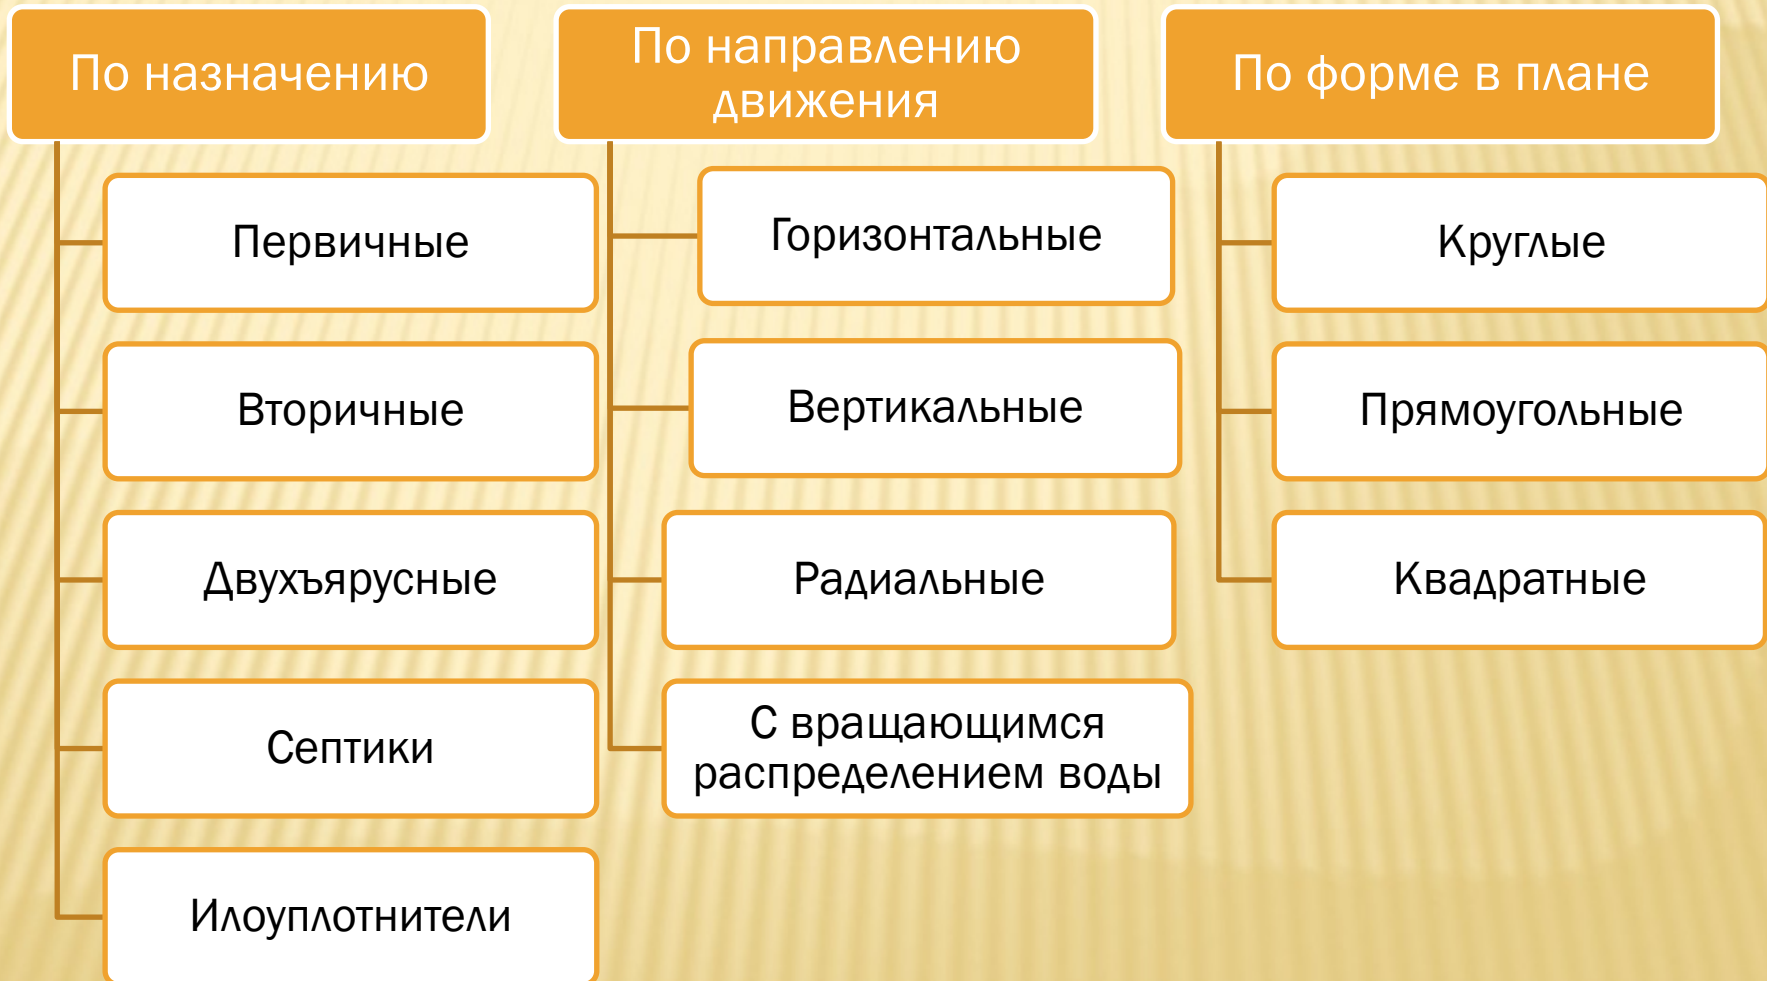 По назначению
Первичные
Вторичные
Двухъярусные
Септики
Илоуплотнители
По направлению
движения
Горизонтальные
Вертикальные
Радиальные
С вращающимся
распределением воды
По форме в плане
Круглые
Прямоугольные
Квадратные